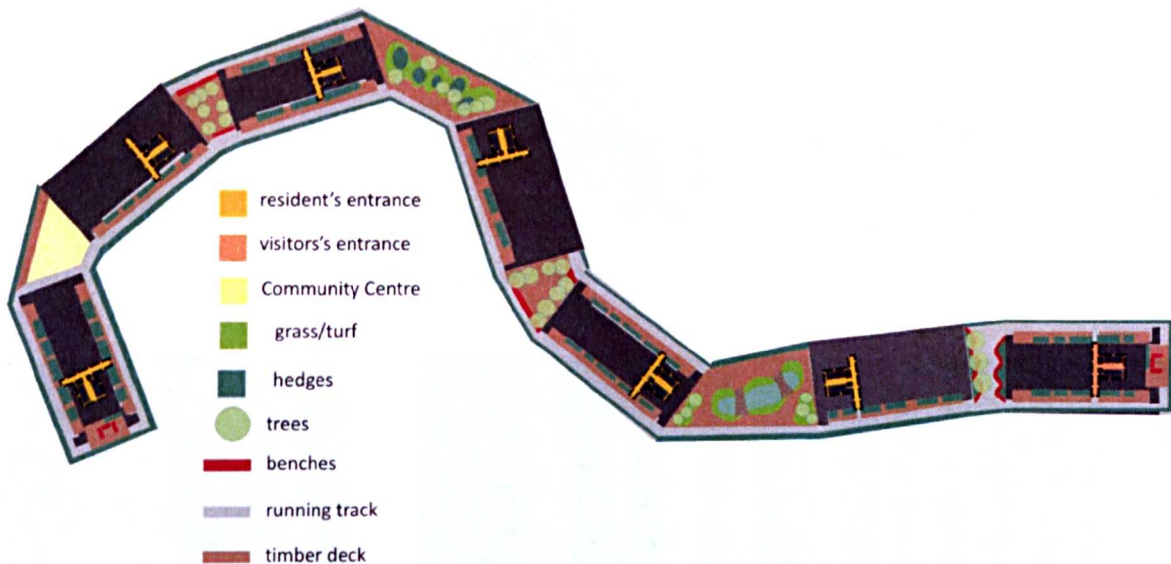 resident's entrance
visitors's entrance
Community Centre
grass/turf
hedges
trees
benches
running track
timber deck